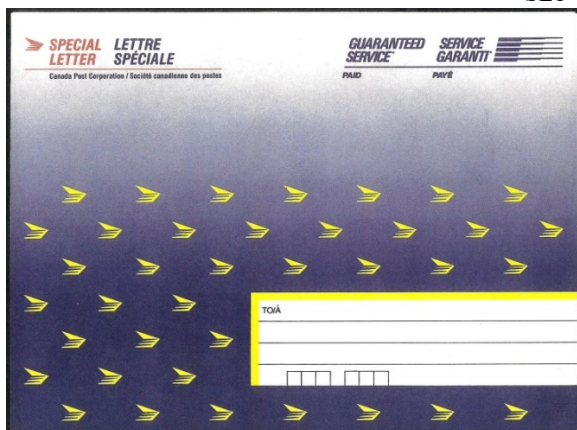 SPECIAL LETTRE
LETTER SPÉCIALE
Canada Post Corporation / Société canadienne des postes
GUARANTEED SERVICE
SERVICE GARANTI
PAID PAYÉ
TO/À